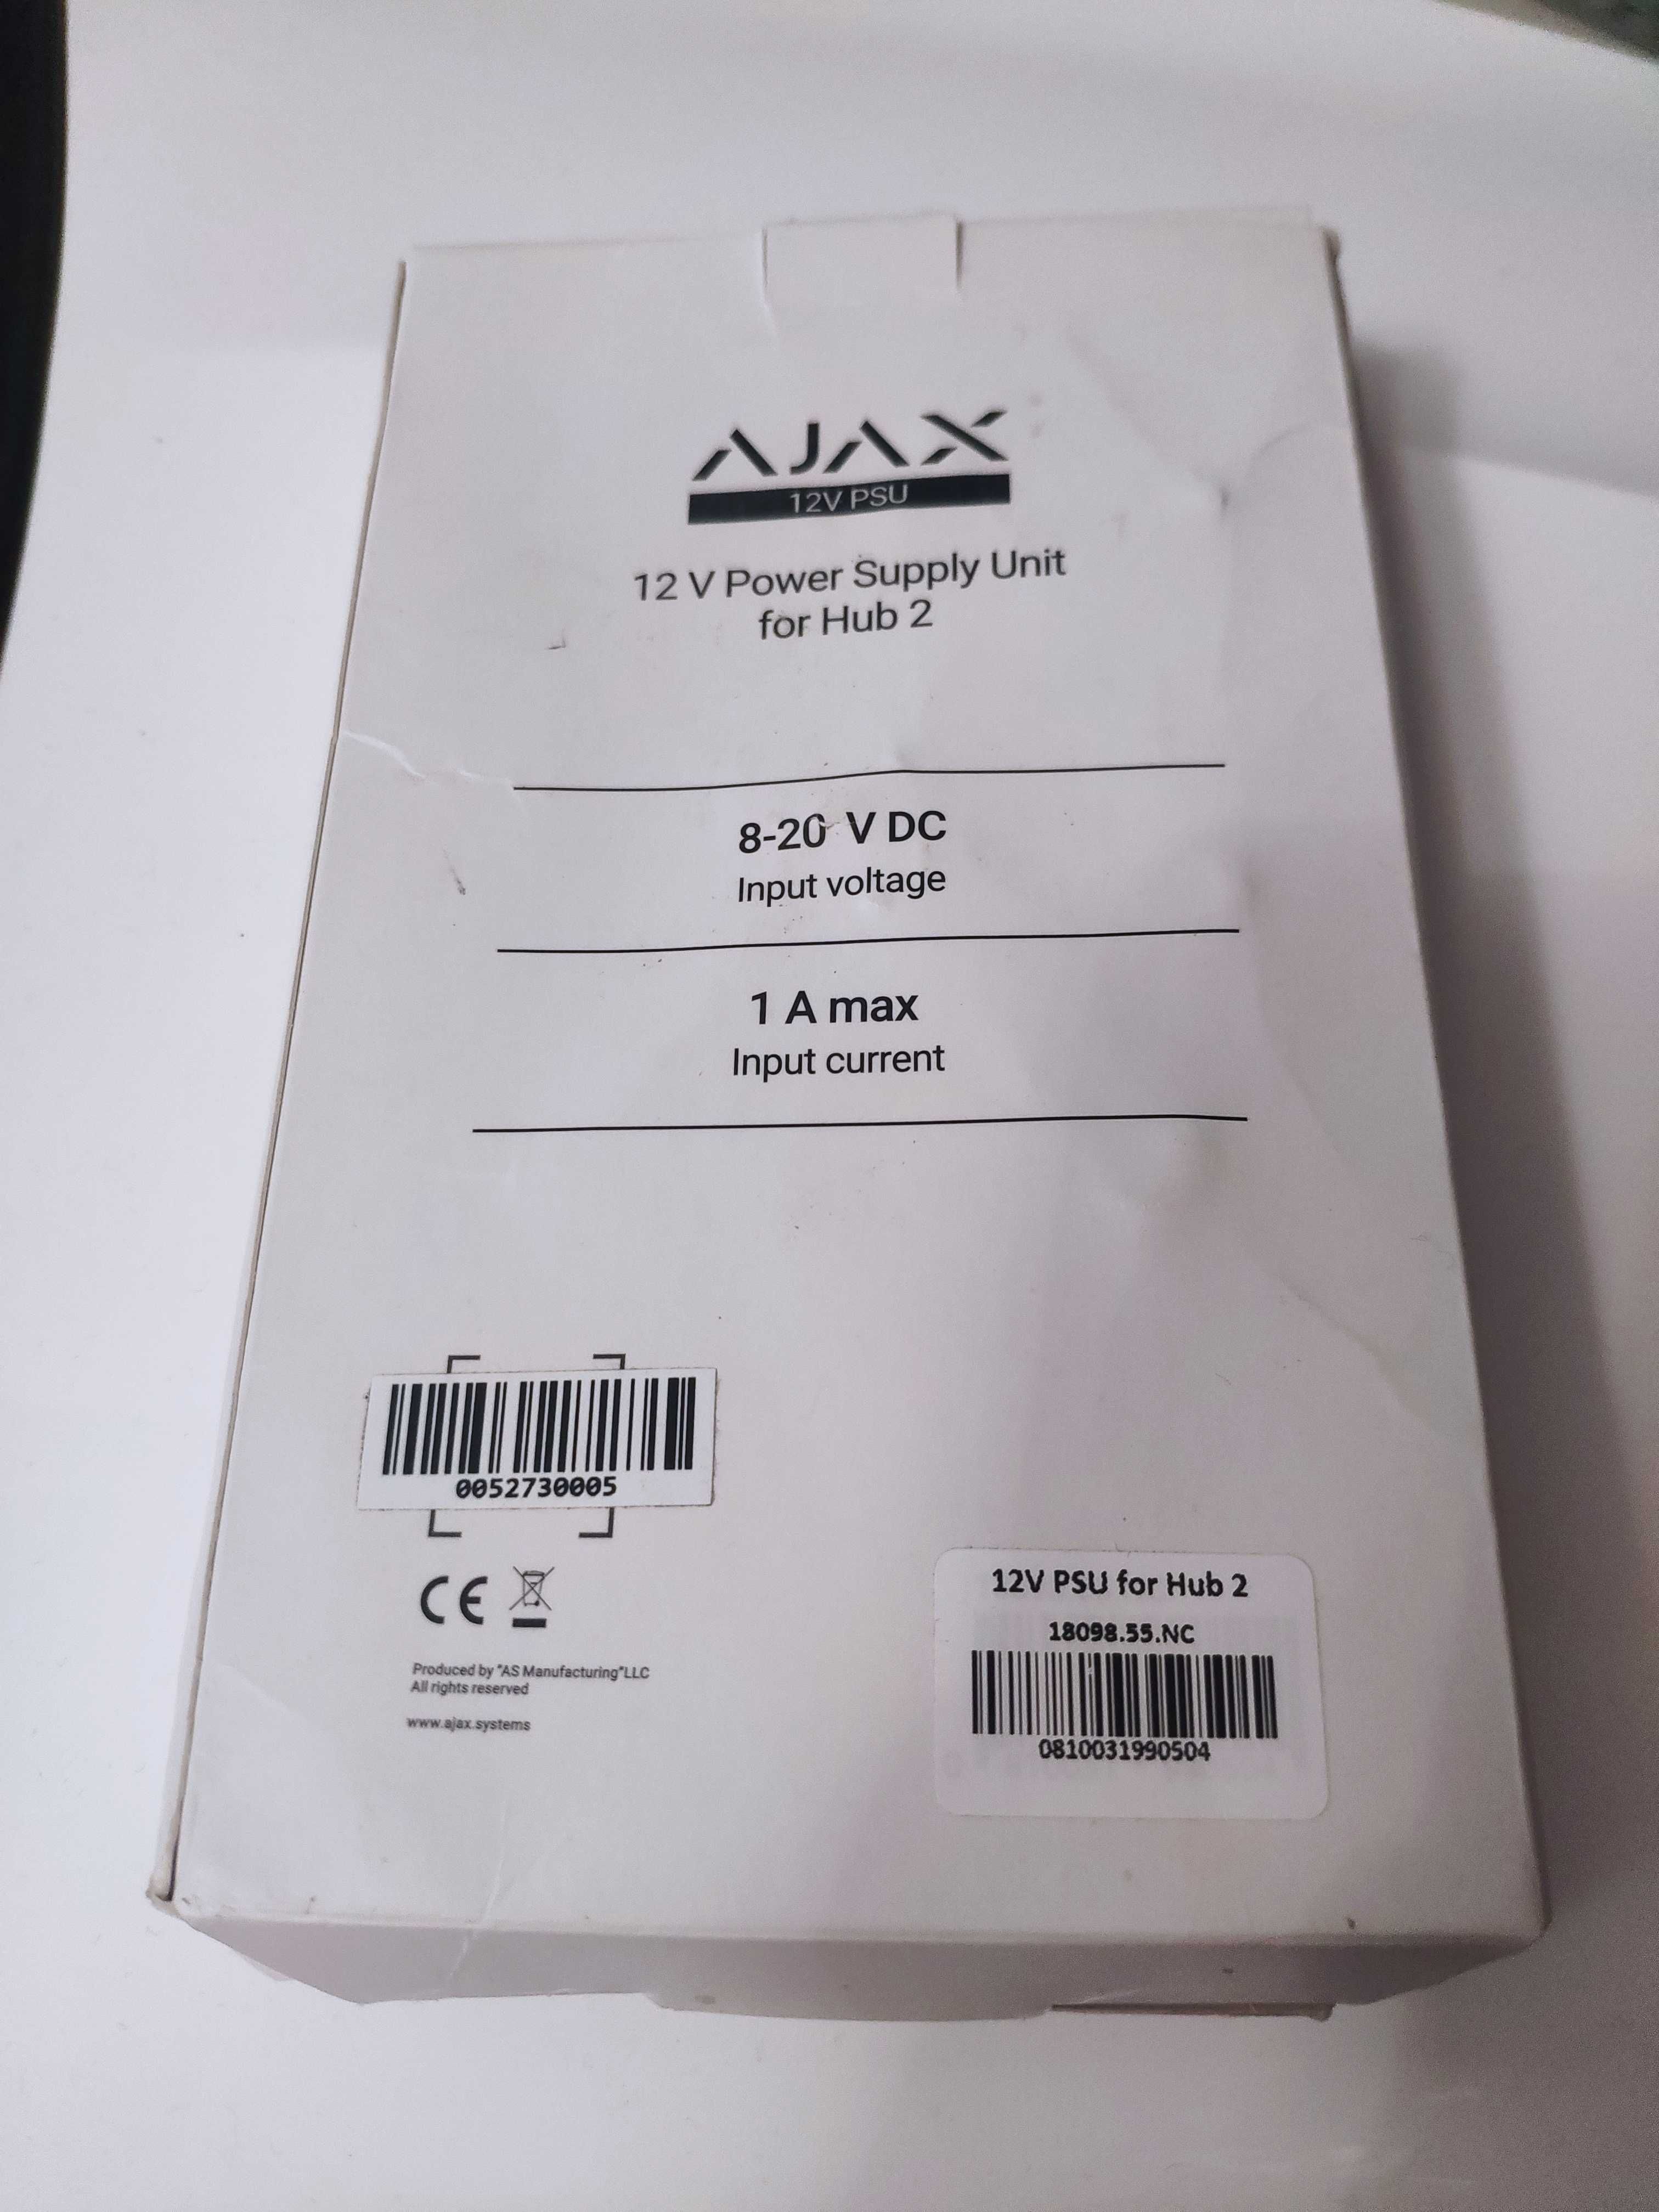 AJAX
12V PSU
12 V Power Supply Unit
for Hub 2
8-20 V DC
Input voltage
1 A max
Input current
0052730005
CE
Produced by "AS Manufacturing"LLC
All rights reserved
www.ajax.systems
12V PSU for Hub 2
18098.55.NC
0810031990504